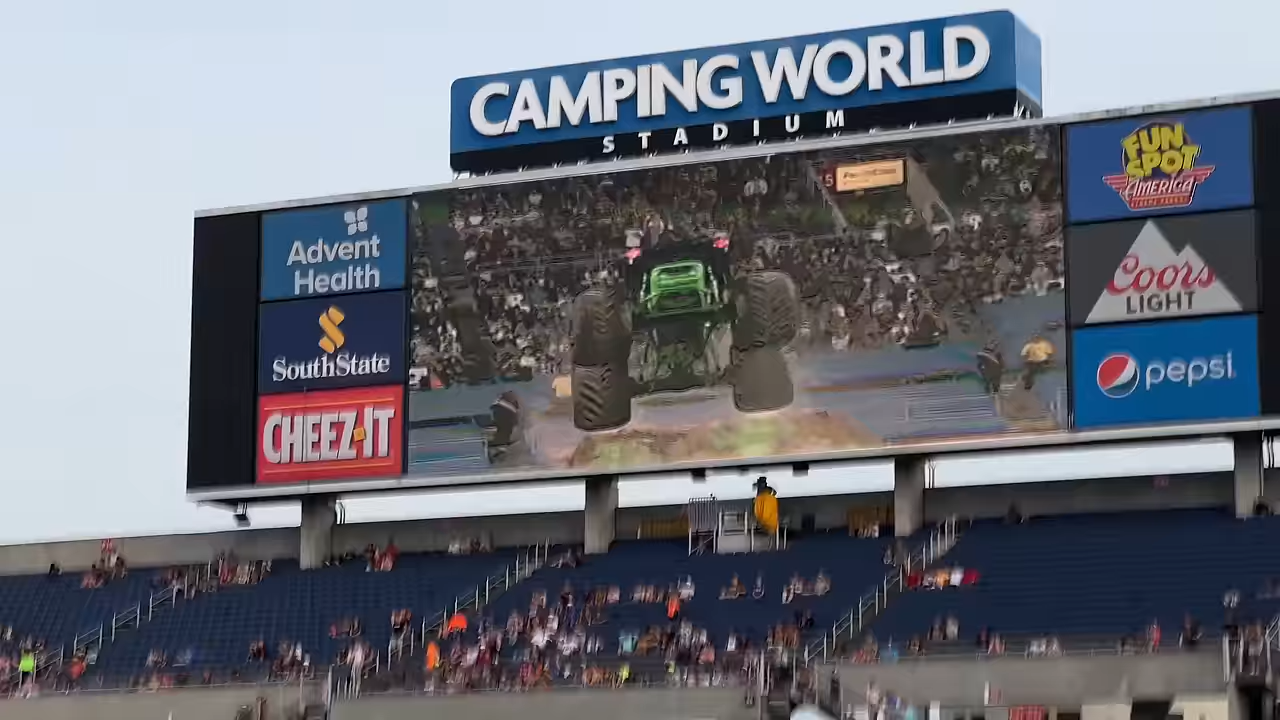 CAMPING WORLD
STADIUM
Advent
Health
SouthState
CHEEZ-IT
FUN
SPOT
AMERICA
Coors
LIGHT
pepsi